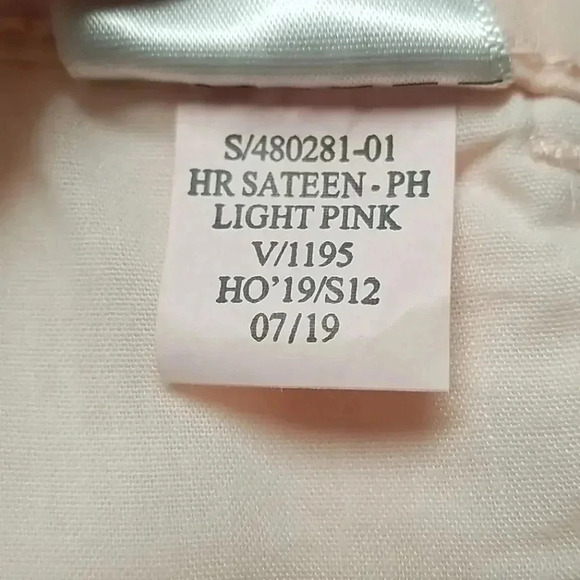 S/480281-01
HR SATEEN - PH
LIGHT PINK
V/1195
HO'19/S12
07/19